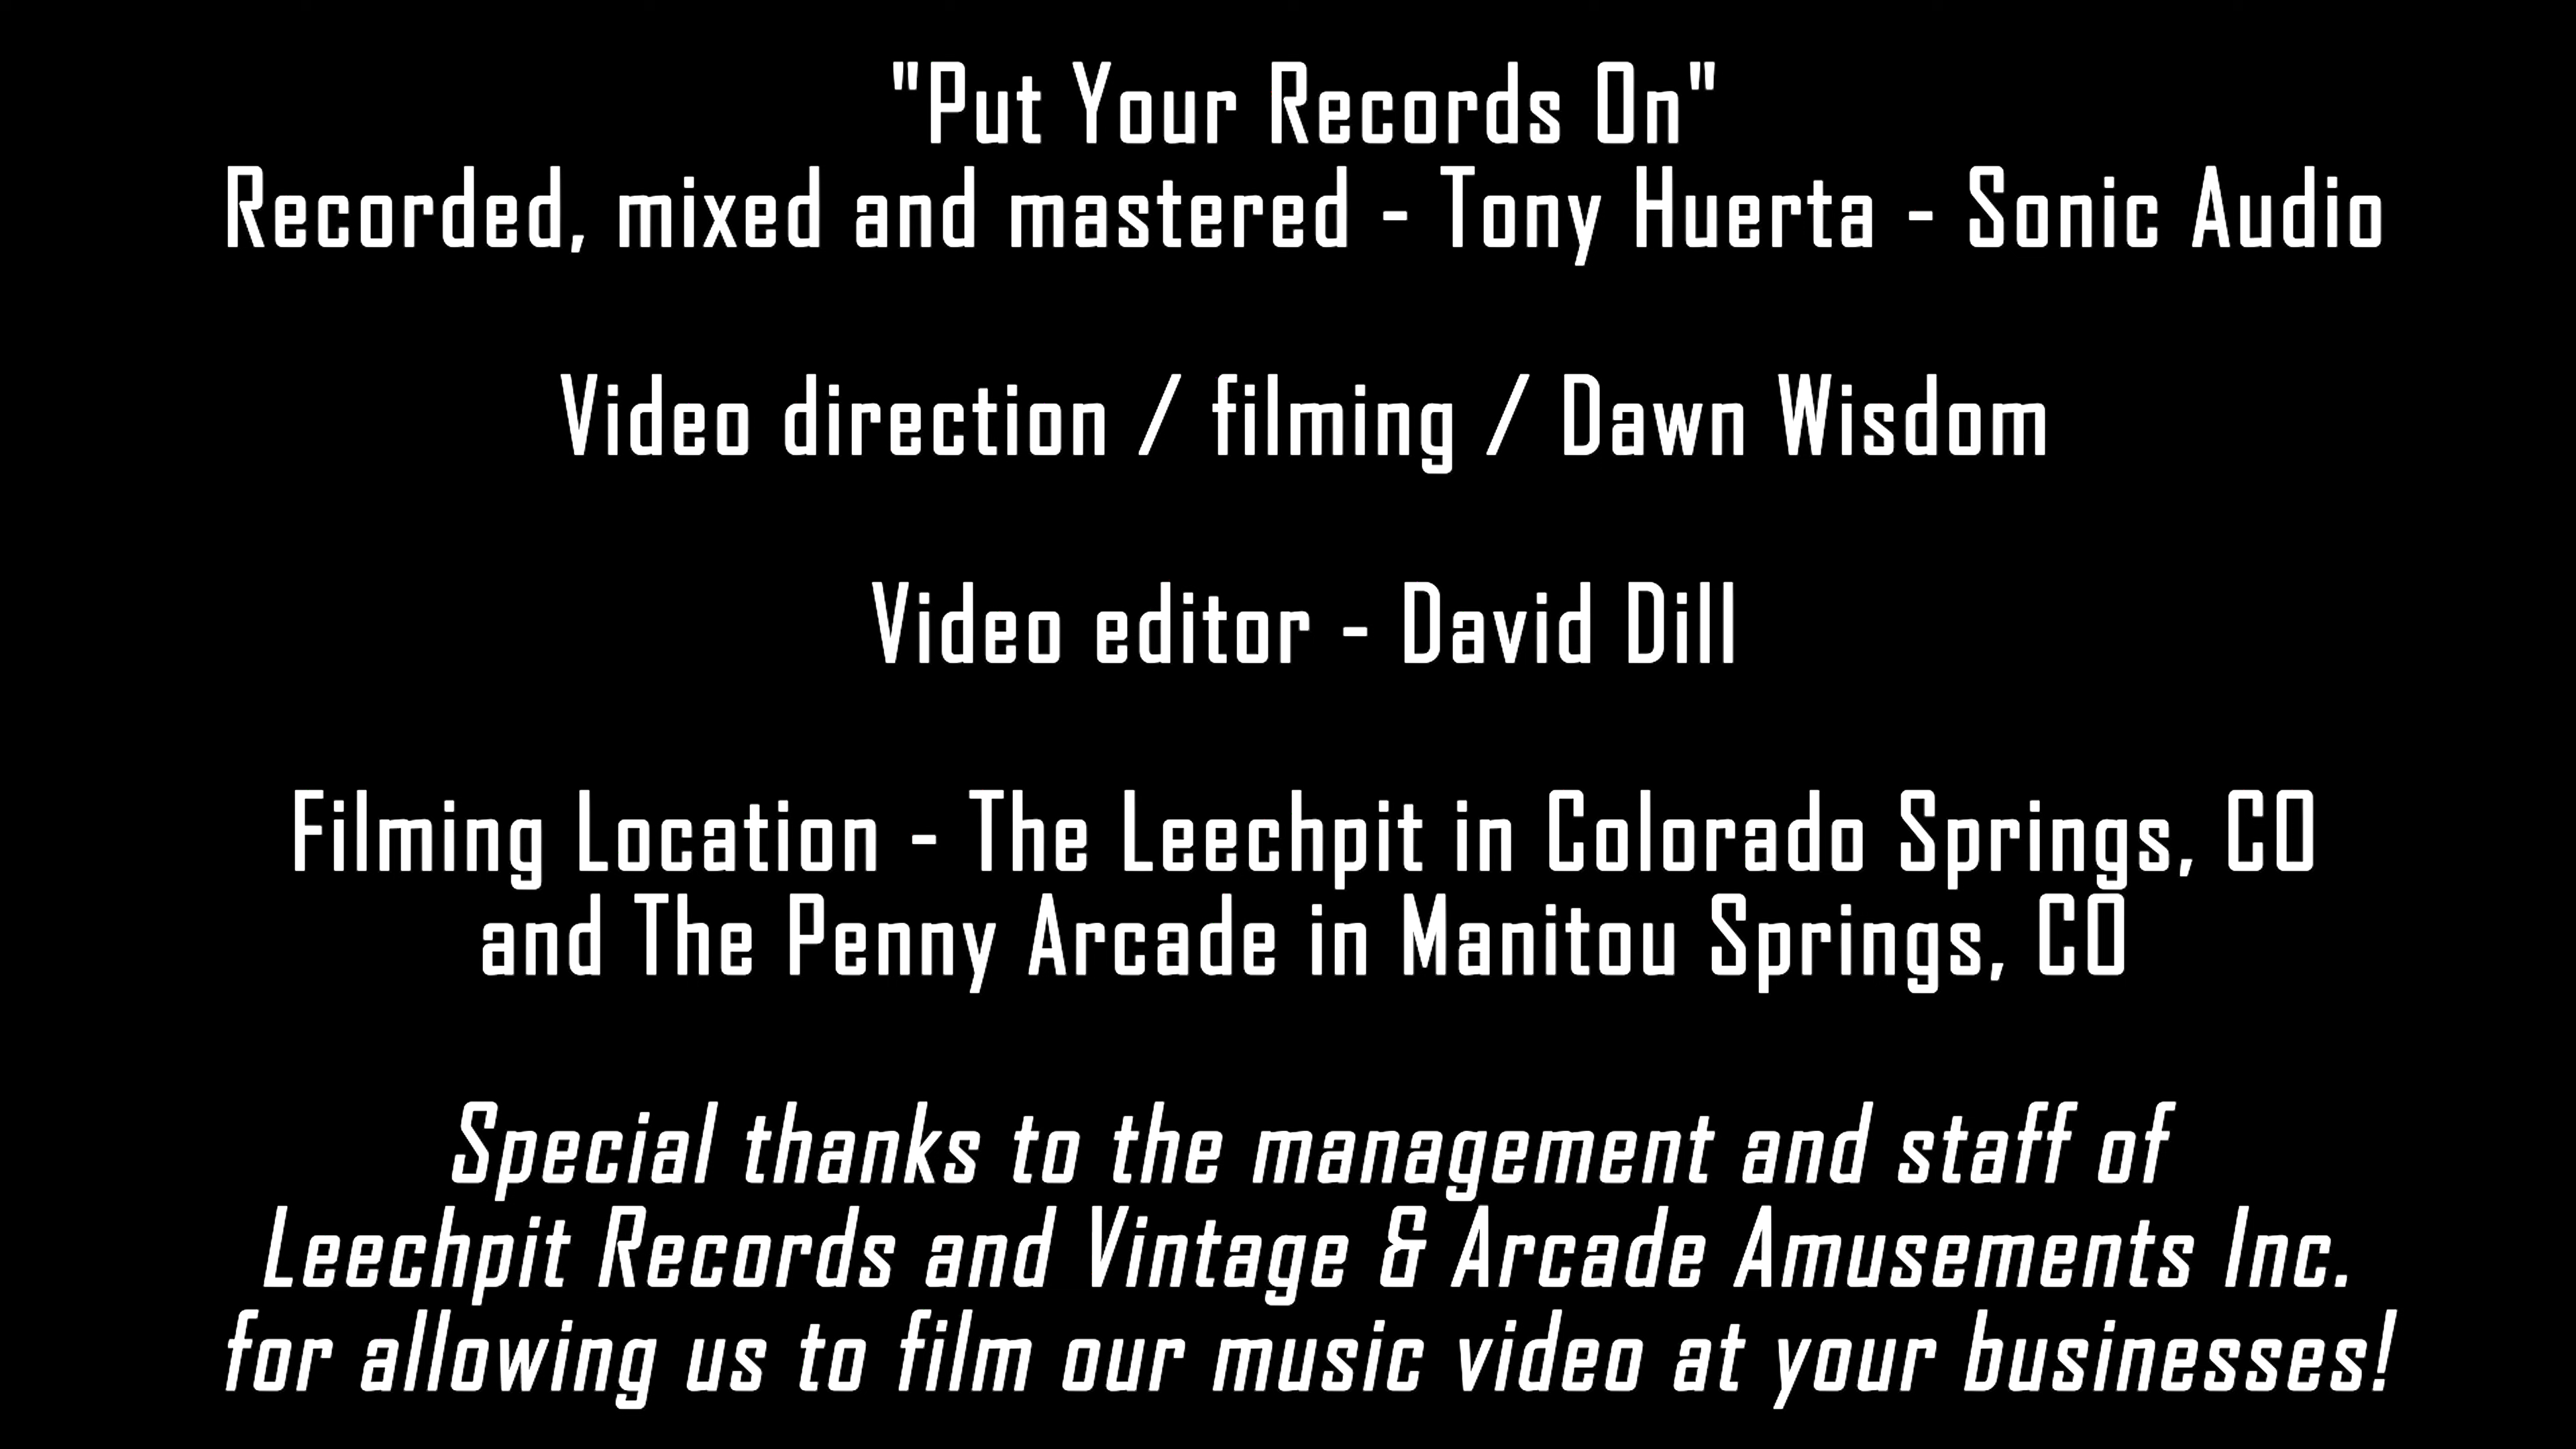 "Put Your Records On"
Recorded, mixed and mastered - Tony Huerta - Sonic Audio
Video direction / filming / Dawn Wisdom
Video editor - David Dill
Filming Location - The Leechpit in Colorado Springs, CO
and The Penny Arcade in Manitou Springs, CO
Special thanks to the management and staff of
Leechpit Records and Vintage & Arcade Amusements Inc.
for allowing us to film our music video at your businesses!